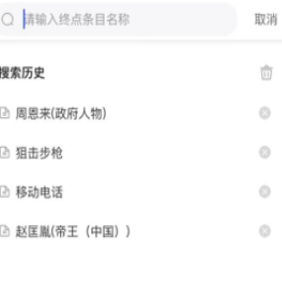 请输入终点条目名称
取消
搜索历史
周恩来(政府人物)
狙击步枪
移动电话
赵匡胤(帝王（中国）)